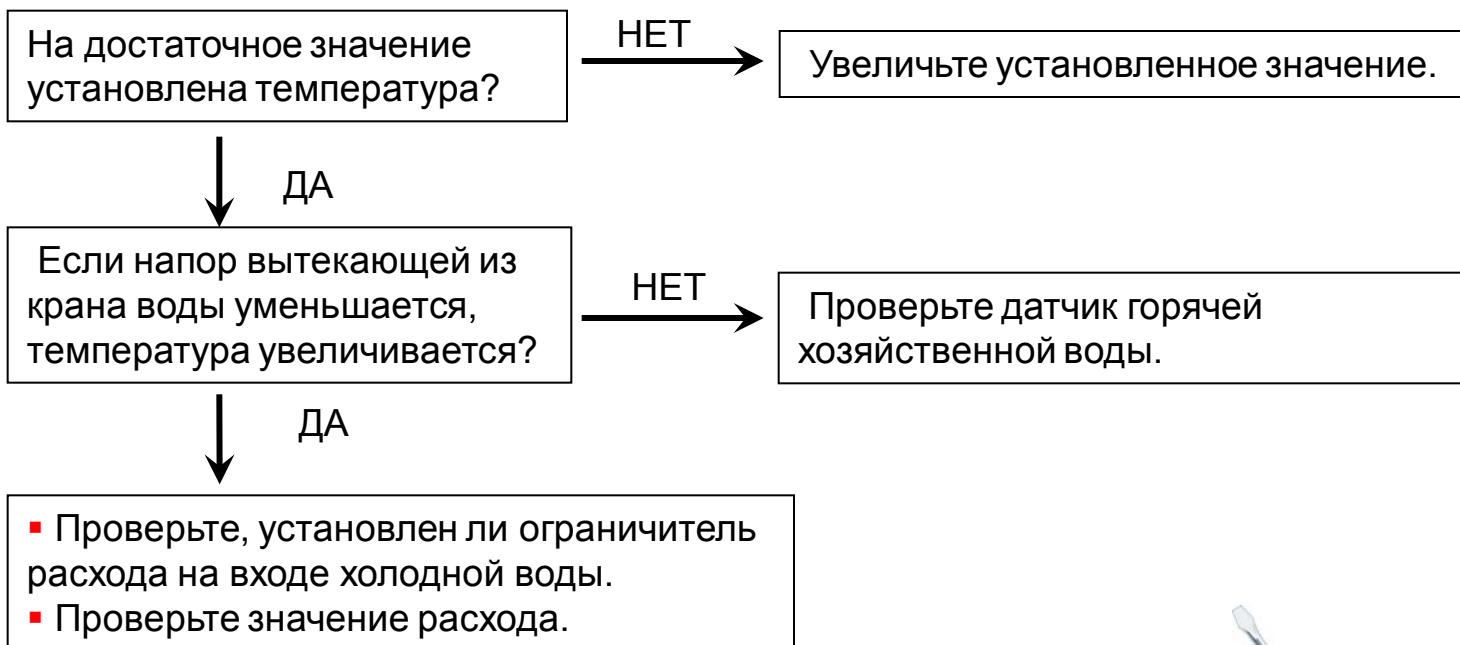 На достаточное значение
установлена температура?
НЕТ
Увеличьте установленное значение.
ДА
Если напор вытекающей из
крана воды уменьшается,
температура увеличивается?
НЕТ
Проверьте датчик горячей
хозяйственной воды.
ДА
▪ Проверьте, установлен ли ограничитель
расхода на входе холодной воды.
▪ Проверьте значение расхода.